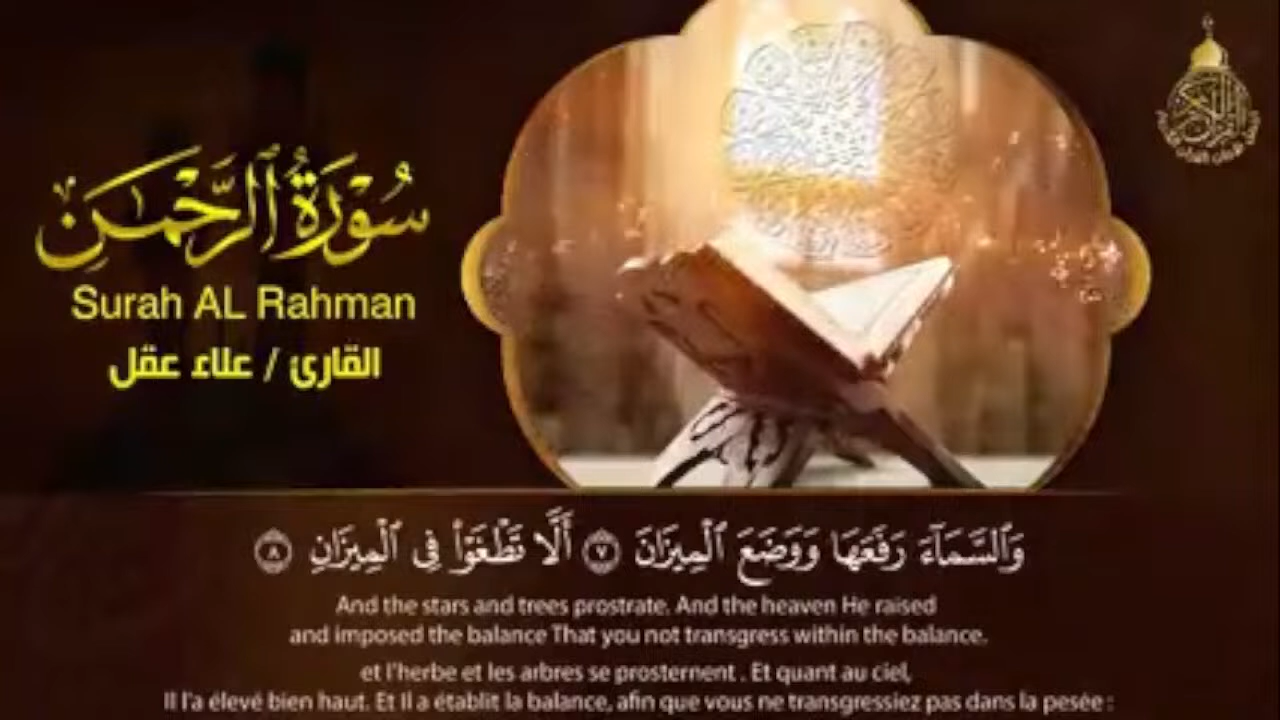 سُورَةُ ٱلرَّحْمَـٰنِ
Surah AL Rahman
القارئ / علاء عقل
وَٱلسَّمَآءَ رَفَعَهَا وَوَضَعَ ٱلْمِيزَانَ ٧ أَلَّا تَطْغَوْا۟ فِى ٱلْمِيزَانِ ٨
And the stars and trees prostrate. And the heaven He raised
and imposed the balance That you not transgress within the balance.
et l'herbe et les arbres se prosternent . Et quant au ciel,
Il l'a élevé bien haut. Et Il a établit la balance, afin que vous ne transgressiez pas dans la pesée :